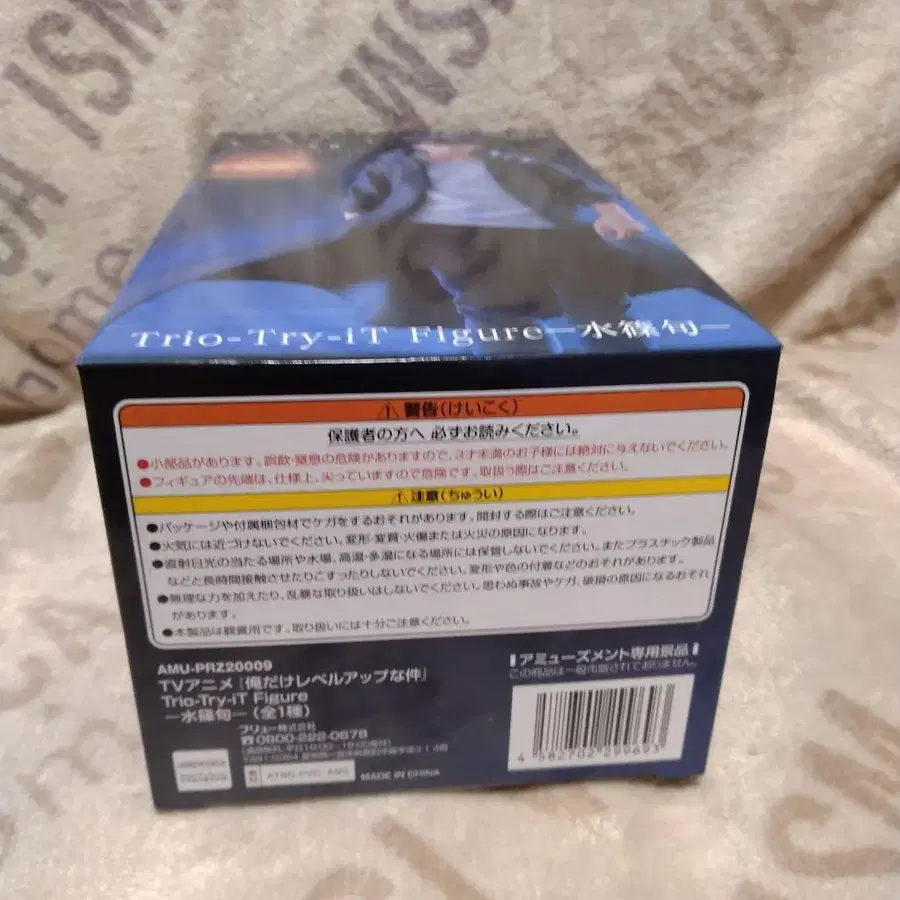 Trio-Try-iT Figure―水篠旬―
⚠警告(けいこく)
保護者の方へ 必ずお読みください。
●小部品があります。誤飲・窒息の危険がありますので、3才未満のお子様には絶対に与えないでください。
●フィギュアの先端は、仕様上、尖っていますので危険です。取扱う際はご注意ください。
⚠注意(ちゅうい)
●パッケージや付属梱包材でケガをするおそれがあります。開封する際はご注意ください。
●火気には近づけないでください。変形・変質・火傷または火災の原因になります。
●直射日光の当たる場所や水場、高温・多湿になる場所には保管しないでください。またプラスチック製品
などと長時間接触させたりこすったりしないでください。変形や色の付着などのおそれがあります。
●無理な力を加えたり、乱暴な取り扱いはしないでください。思わぬ事故やケガ、破損の原因になるおそれ
があります。
●本製品は観賞用です。取り扱いには十分ご注意ください。
AMU-PRZ20009
TVアニメ『俺だけレベルアップな件』
Trio-Try-iT Figure
―水篠旬―(全1種)
フリュー株式会社
☎0800-222-0678
MADE IN CHINA
アミューズメント専用景品
この商品は一般市販されておりません。
4 582702 299693